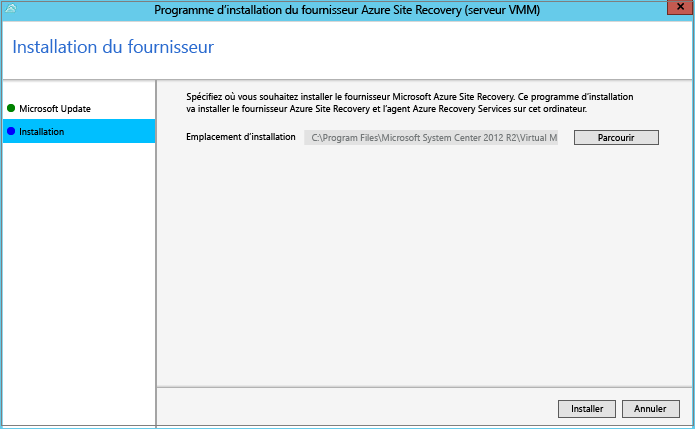 Programme d'installation du fournisseur Azure Site Recovery (serveur VMM)
Installation du fournisseur
Microsoft Update
Installation
Spécifiez où vous souhaitez installer le fournisseur Microsoft Azure Site Recovery. Ce programme d'installation
va installer le fournisseur Azure Site Recovery et l'agent Azure Recovery Services sur cet ordinateur.
Emplacement d'installation C:\Program Files\Microsoft System Center 2012 R2\Virtual M Parcourir
Installer Annuler